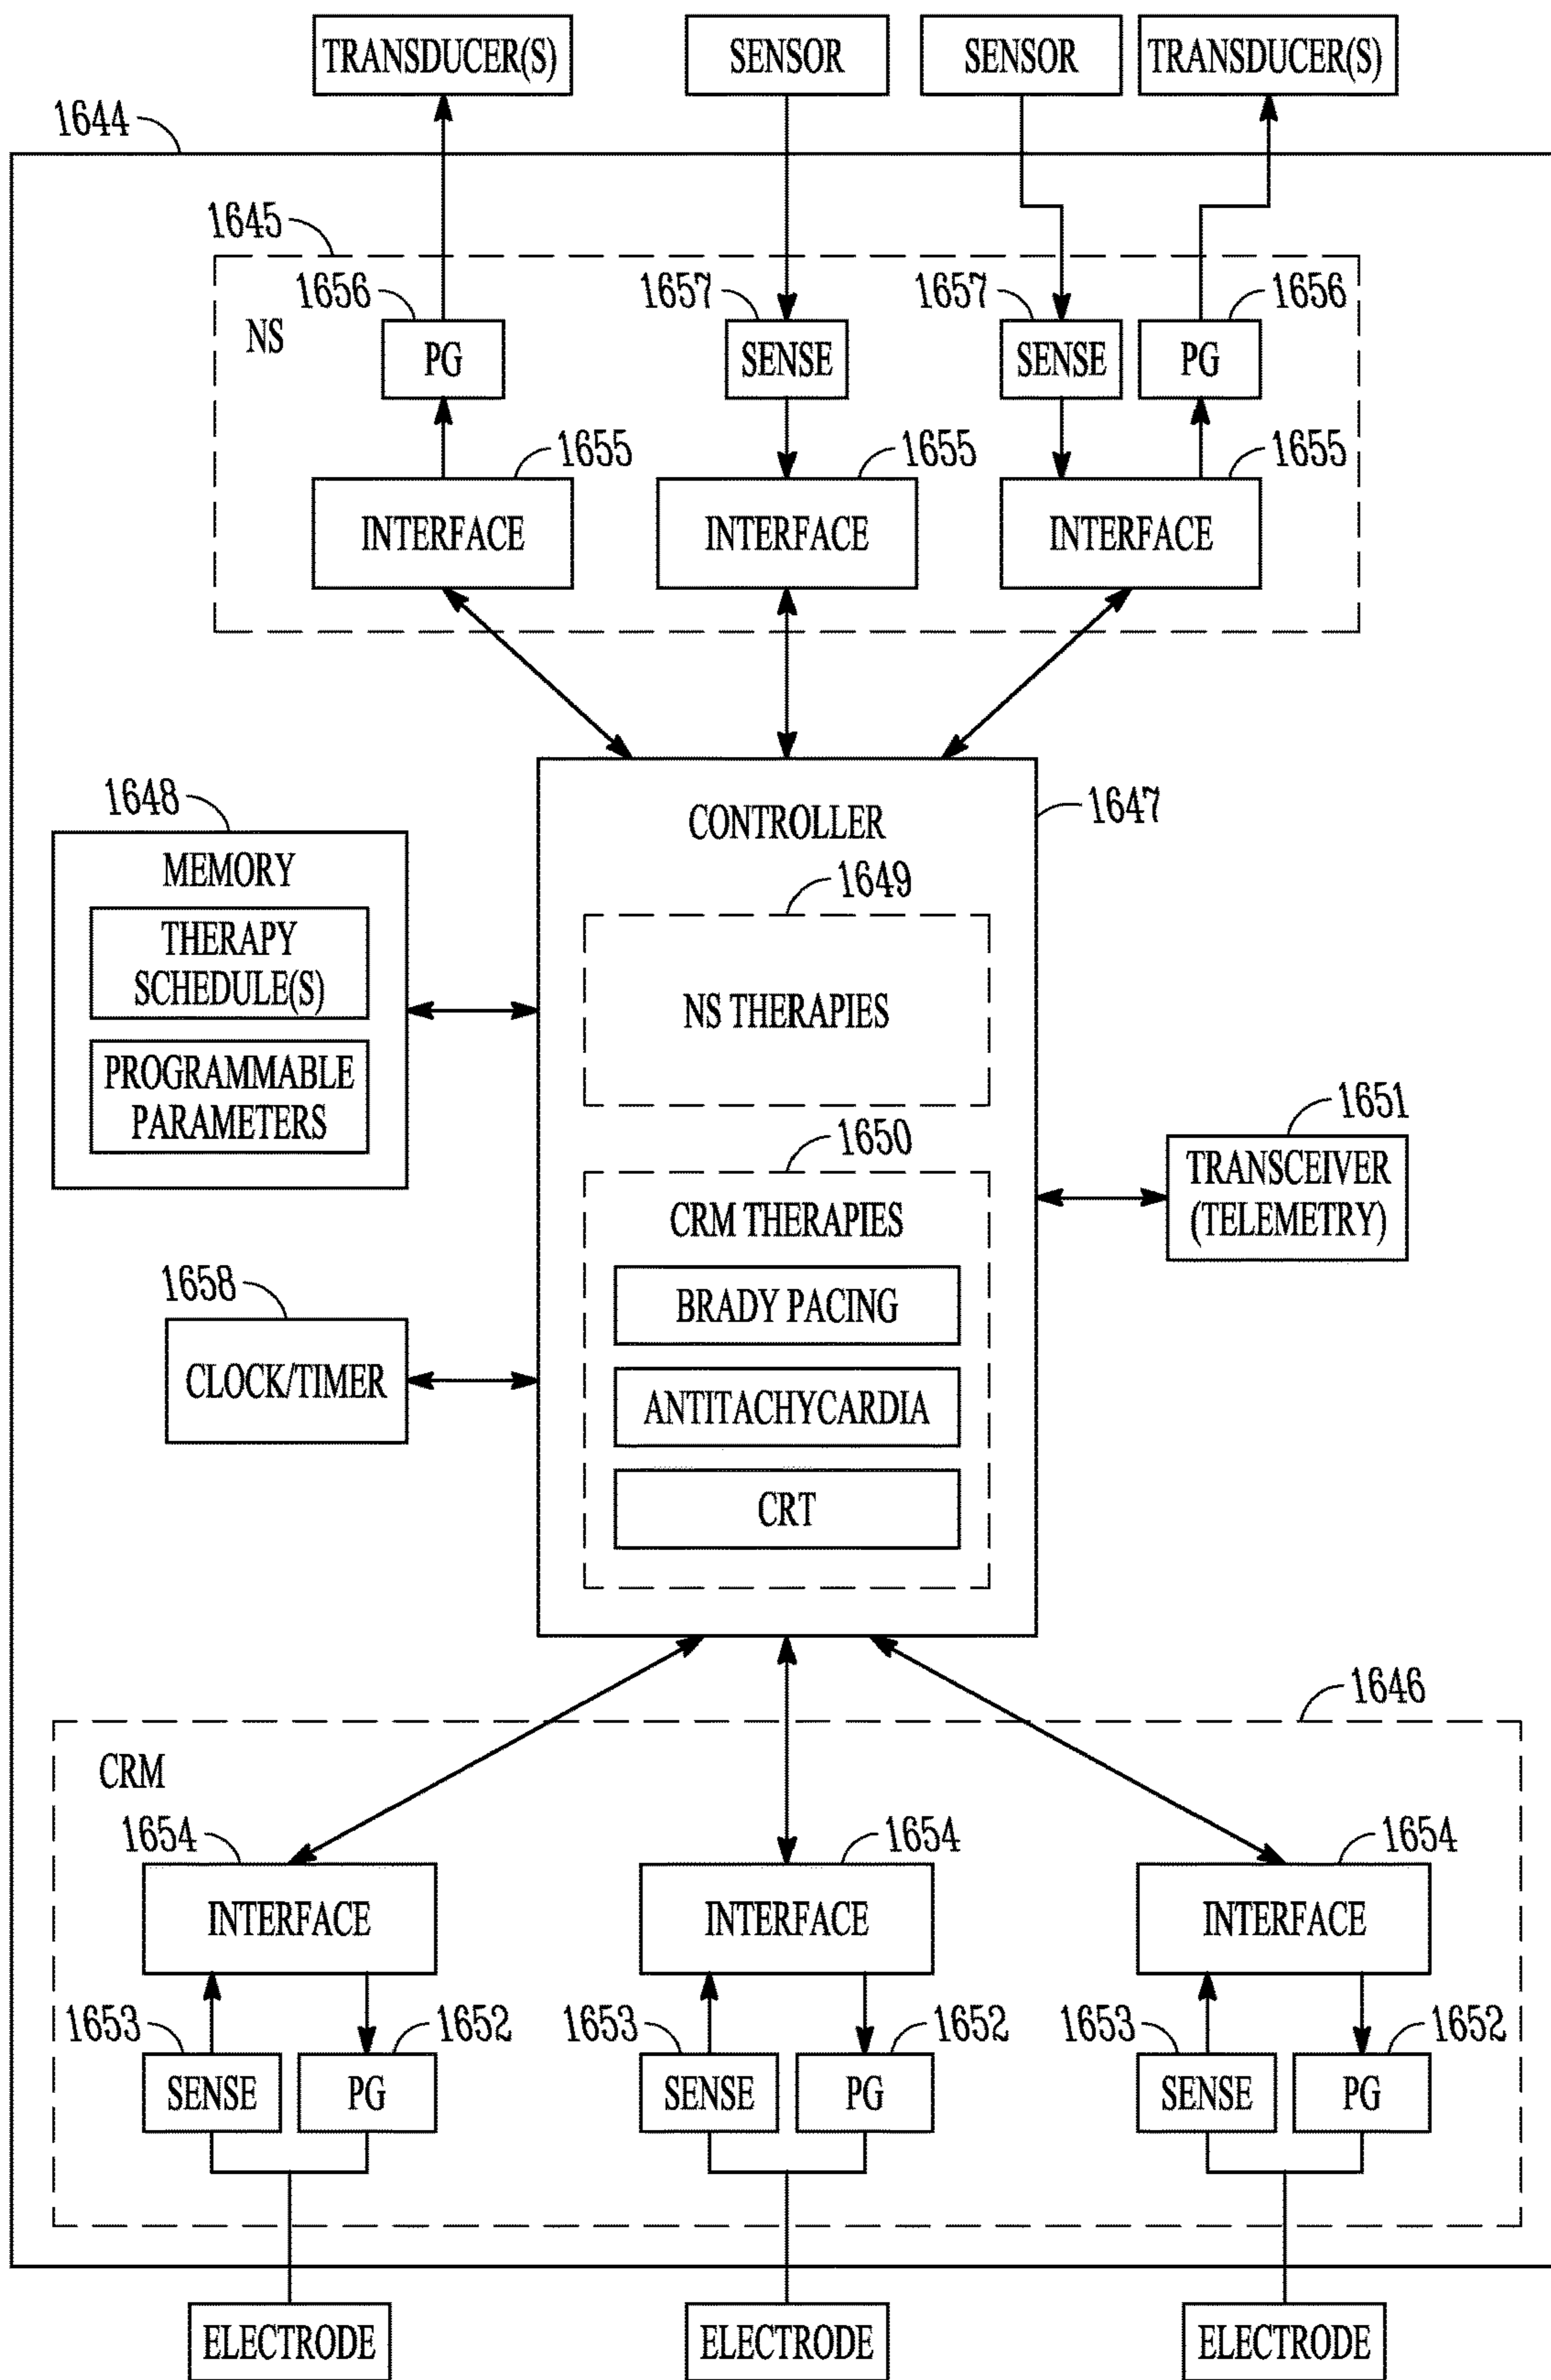 TRANSDUCER(S)
SENSOR
SENSOR
TRANSDUCER(S)
1644
1645
NS
1656
1657
1657
1656
PG
SENSE
SENSE
PG
1655
1655
1655
INTERFACE
INTERFACE
INTERFACE
1648
MEMORY
THERAPY
SCHEDULE(S)
PROGRAMMABLE
PARAMETERS
CONTROLLER
1647
1649
NS THERAPIES
1650
CRM THERAPIES
BRADY PACING
ANTITACHYCARDIA
CRT
1651
TRANSCEIVER
(TELEMETRY)
1658
CLOCK/TIMER
1646
CRM
1654
1654
1654
INTERFACE
INTERFACE
INTERFACE
1653
1652
1653
1652
1653
1652
SENSE
PG
SENSE
PG
SENSE
PG
ELECTRODE
ELECTRODE
ELECTRODE